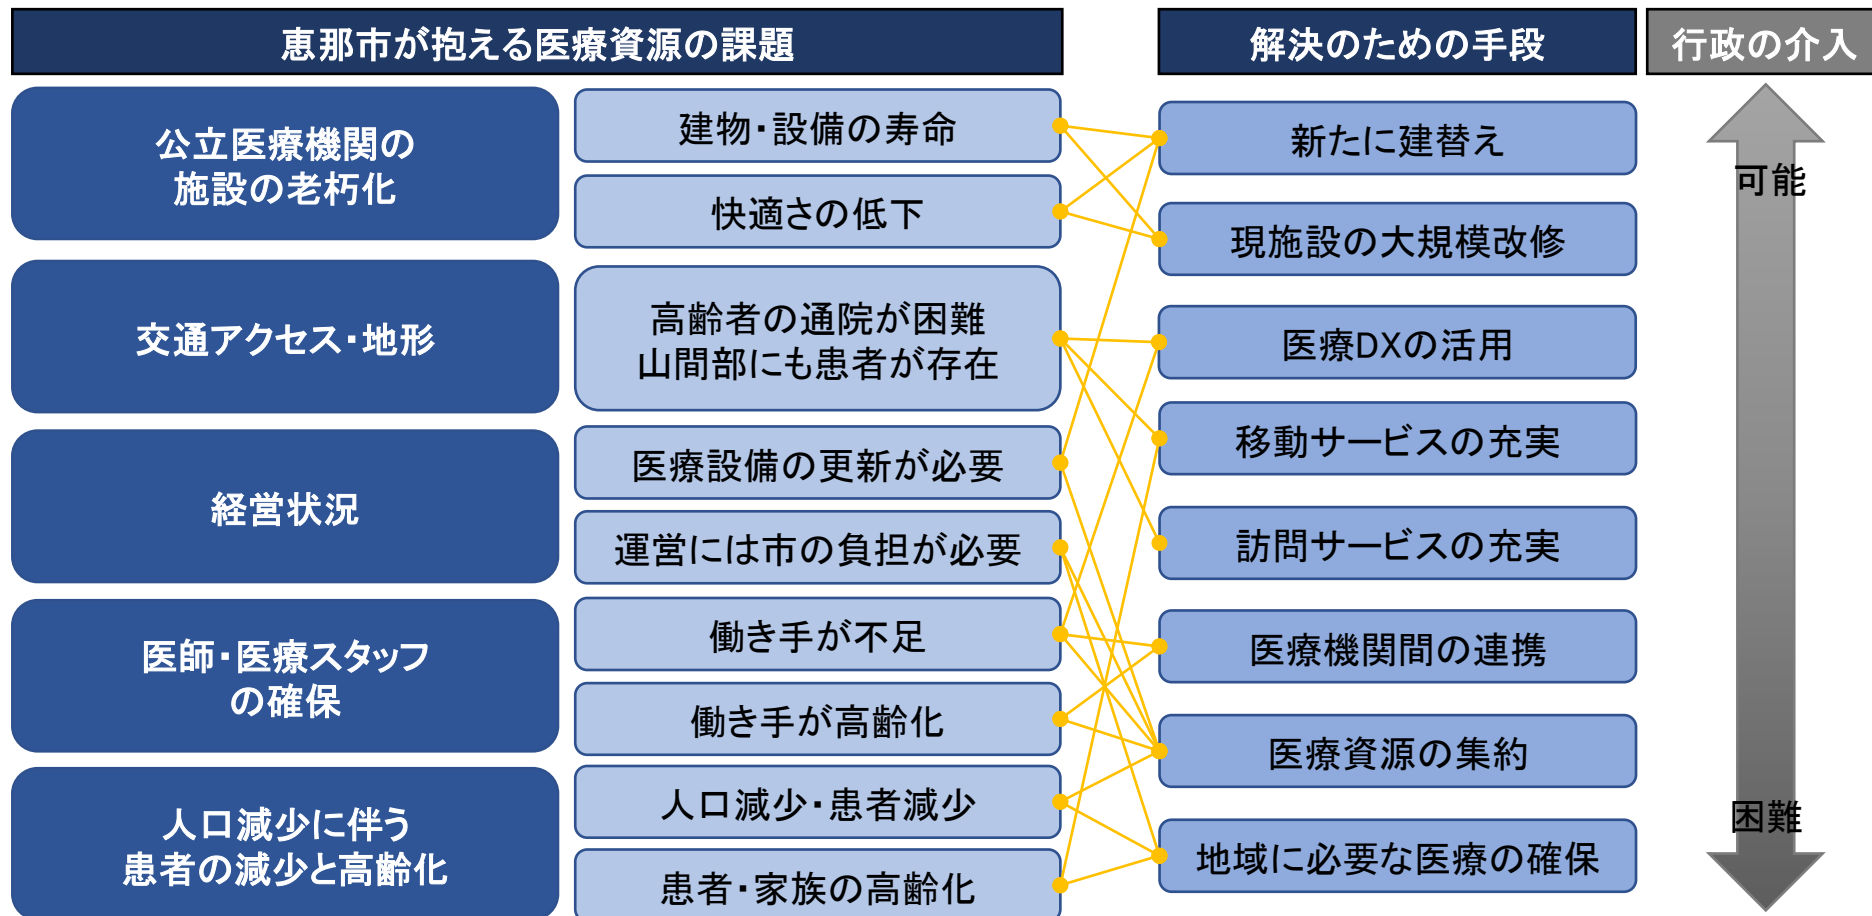 恵那市が抱える医療資源の課題
解決のための手段
行政の介入
公立医療機関の
施設の老朽化
建物・設備の寿命
快適さの低下
交通アクセス・地形
高齢者の通院が困難
山間部にも患者が存在
経営状況
医療設備の更新が必要
運営には市の負担が必要
医師・医療スタッフ
の確保
働き手が不足
働き手が高齢化
人口減少に伴う
患者の減少と高齢化
人口減少・患者減少
患者・家族の高齢化
新たに建替え
現施設の大規模改修
医療DXの活用
移動サービスの充実
訪問サービスの充実
医療機関間の連携
医療資源の集約
地域に必要な医療の確保
可能
困難